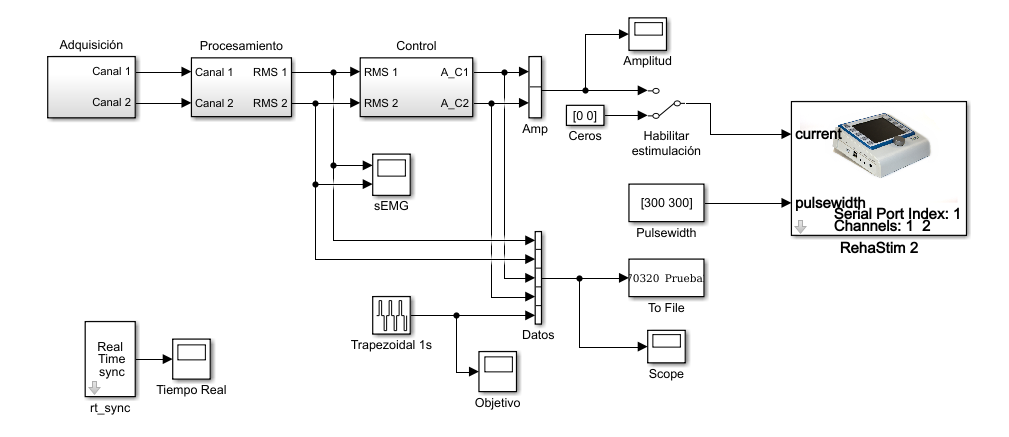 Adquisición
Canal 1
Canal 2
Procesamiento
Canal 1 RMS 1
Canal 2 RMS 2
Control
RMS 1 A_C1
RMS 2 A_C2
Amp
Amplitud
[0 0]
Ceros
Habilitar
estimulación
current
pulsewidth
Serial Port Index: 1
Channels: 1 2
RehaStim 2
sEMG
[300 300]
Pulsewidth
70320 Prueba
To File
Datos
Trapezoidal 1s
Scope
Objetivo
Real
Time
sync
rt_sync
Tiempo Real